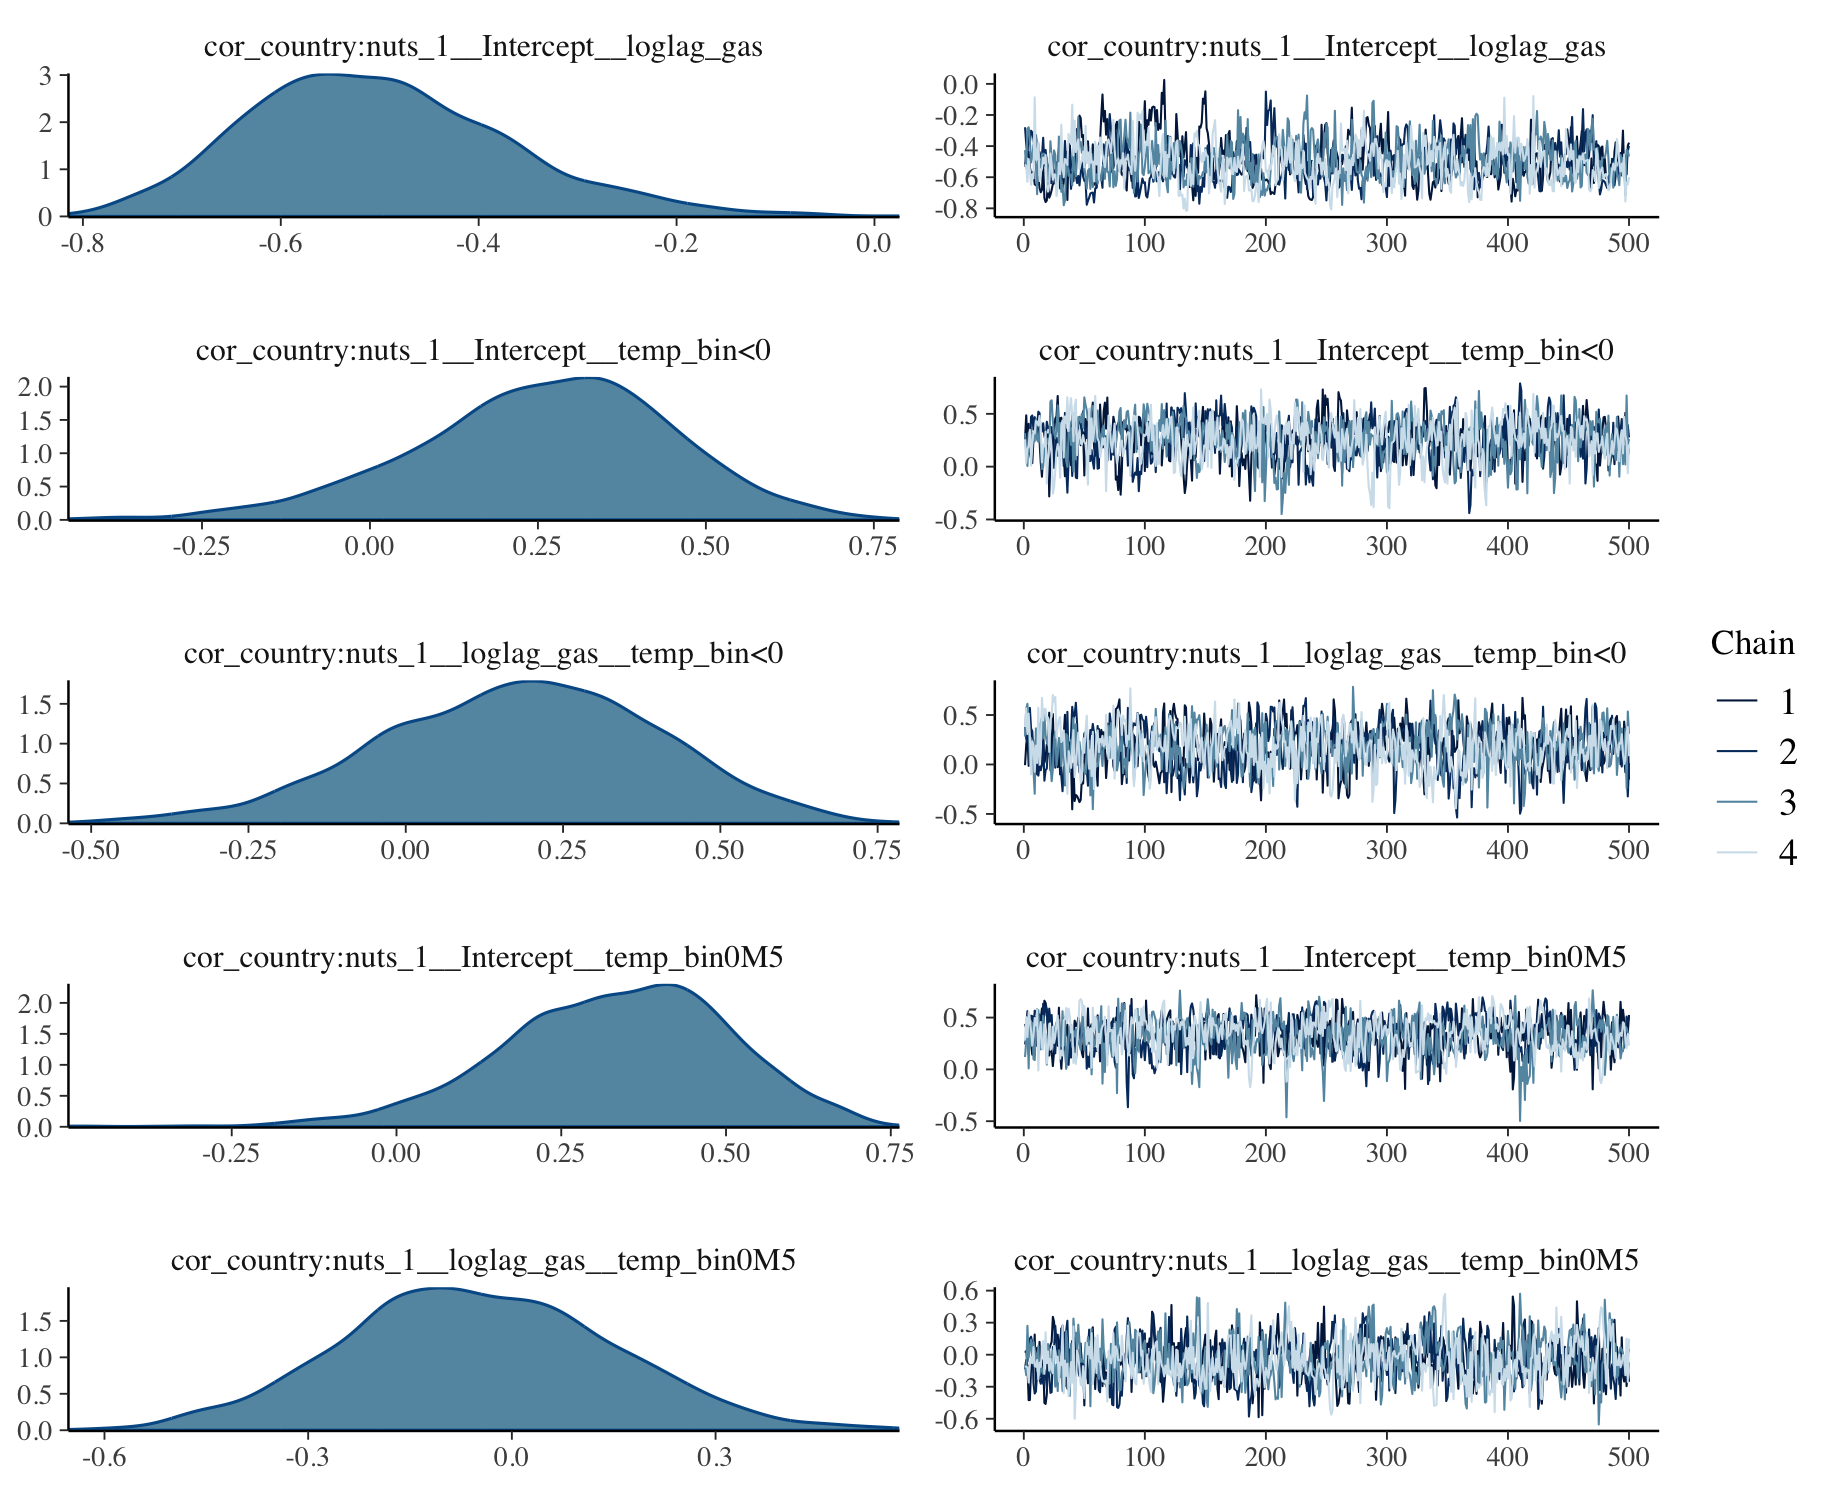 cor_country:nuts_1__Intercept__loglag_gas
3
2
1
0
-0.8 -0.6 -0.4 -0.2 0.0
cor_country:nuts_1__Intercept__loglag_gas
0.0
-0.2
-0.4
-0.6
-0.8
0 100 200 300 400 500
cor_country:nuts_1__Intercept__temp_bin<0
2.0
1.5
1.0
0.5
0.0
-0.25 0.00 0.25 0.50 0.75
cor_country:nuts_1__Intercept__temp_bin<0
0.5
0.0
-0.5
0 100 200 300 400 500
cor_country:nuts_1__loglag_gas__temp_bin<0
1.5
1.0
0.5
0.0
-0.50 -0.25 0.00 0.25 0.50 0.75
cor_country:nuts_1__loglag_gas__temp_bin<0
0.5
0.0
-0.5
0 100 200 300 400 500
cor_country:nuts_1__Intercept__temp_bin0M5
2.0
1.5
1.0
0.5
0.0
-0.25 0.00 0.25 0.50 0.75
cor_country:nuts_1__Intercept__temp_bin0M5
0.5
0.0
-0.5
0 100 200 300 400 500
cor_country:nuts_1__loglag_gas__temp_bin0M5
1.5
1.0
0.5
0.0
-0.6 -0.3 0.0 0.3
cor_country:nuts_1__loglag_gas__temp_bin0M5
0.6
0.3
0.0
-0.3
-0.6
0 100 200 300 400 500
Chain
1
2
3
4